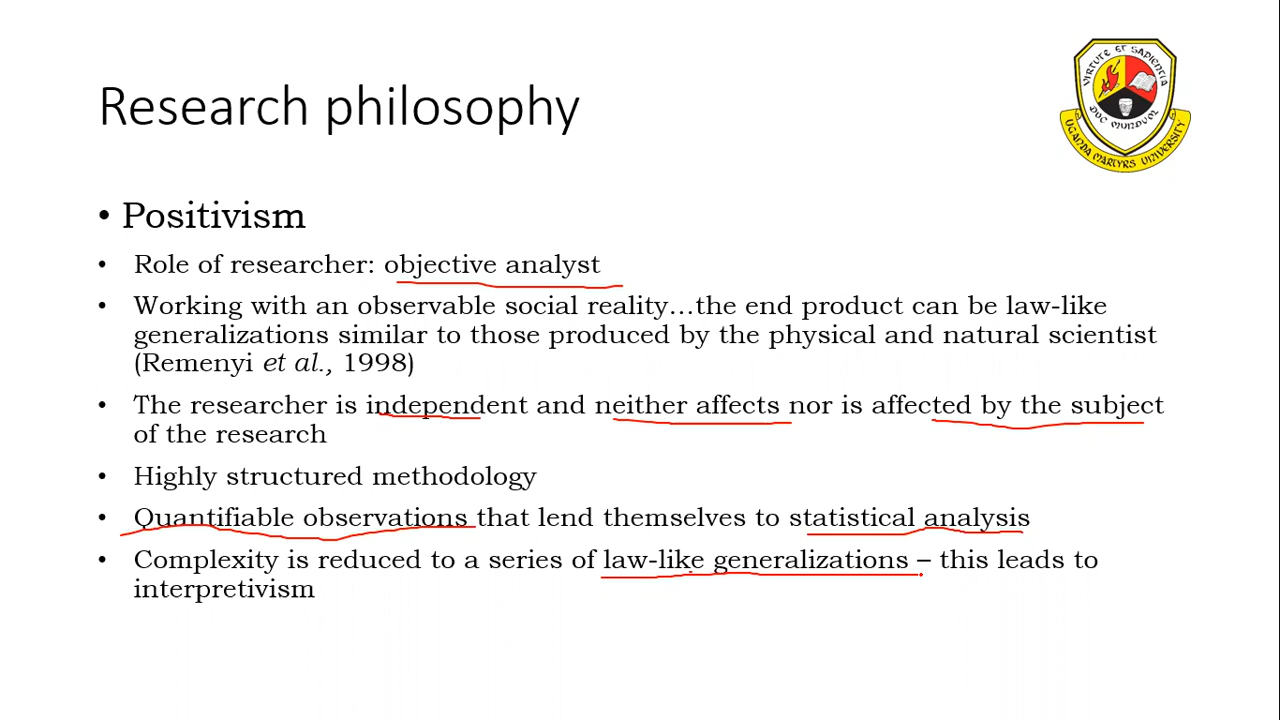 Research philosophy
VIRTUTE ET SAPIENTIA
DUC MUNDUM
UGANDA MARTYRS UNIVERSITY
• Positivism
• Role of researcher: objective analyst
• Working with an observable social reality…the end product can be law-like
generalizations similar to those produced by the physical and natural scientist
(Remenyi et al., 1998)
• The researcher is independent and neither affects nor is affected by the subject
of the research
• Highly structured methodology
• Quantifiable observations that lend themselves to statistical analysis
• Complexity is reduced to a series of law-like generalizations – this leads to
interpretivism